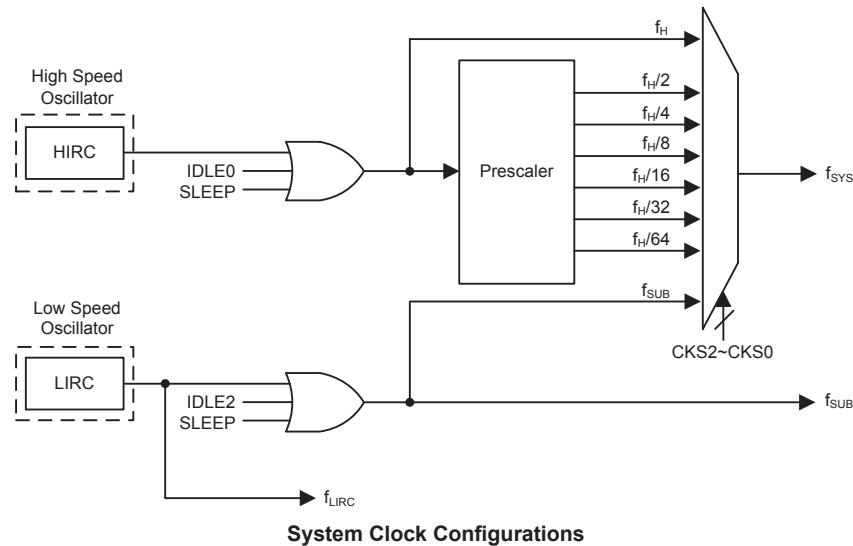 f_H
High Speed
Oscillator
HIRC
IDLE0
SLEEP
Prescaler
f_H/2
f_H/4
f_H/8
f_H/16
f_H/32
f_H/64
f_SYS
f_SUB
CKS2~CKS0
Low Speed
Oscillator
LIRC
IDLE2
SLEEP
f_SUB
f_LIRC
System Clock Configurations